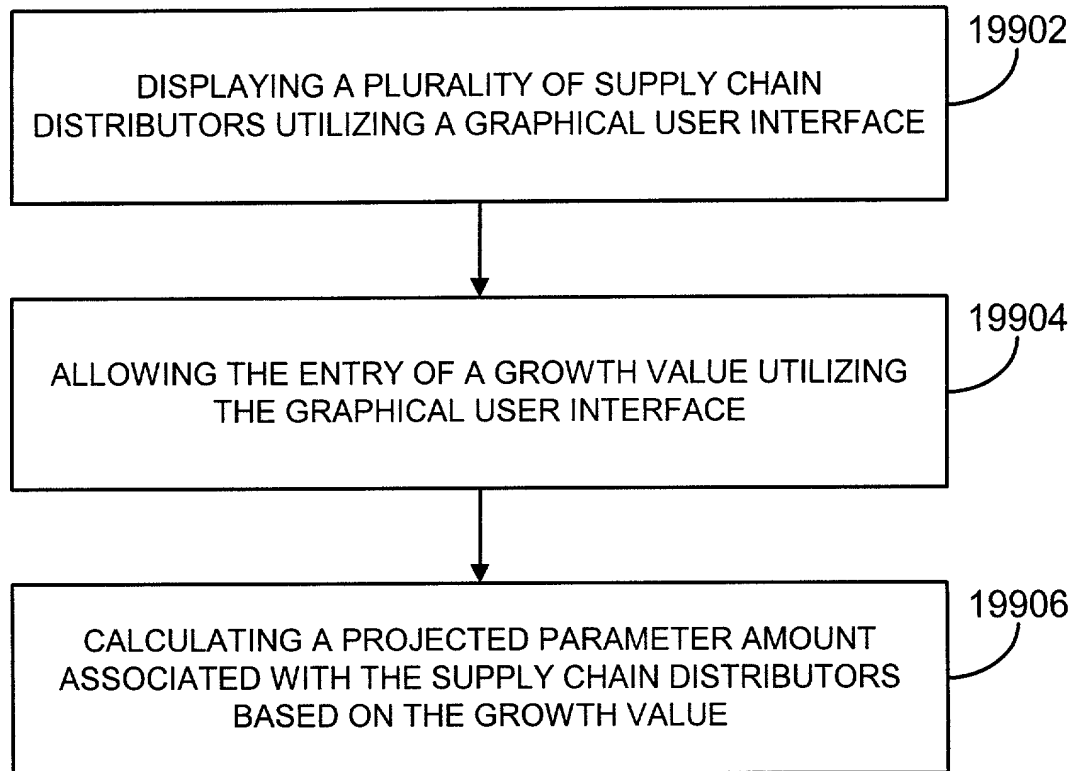 19902
DISPLAYING A PLURALITY OF SUPPLY CHAIN
DISTRIBUTORS UTILIZING A GRAPHICAL USER INTERFACE
19904
ALLOWING THE ENTRY OF A GROWTH VALUE UTILIZING
THE GRAPHICAL USER INTERFACE
19906
CALCULATING A PROJECTED PARAMETER AMOUNT
ASSOCIATED WITH THE SUPPLY CHAIN DISTRIBUTORS
BASED ON THE GROWTH VALUE